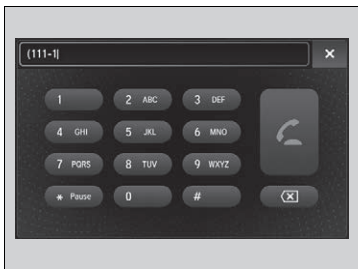 (111-1
1
2 ABC
3 DEF
4 GHI
5 JKL
6 MNO
7 PQRS
8 TUV
9 WXYZ
* Pause
0
#